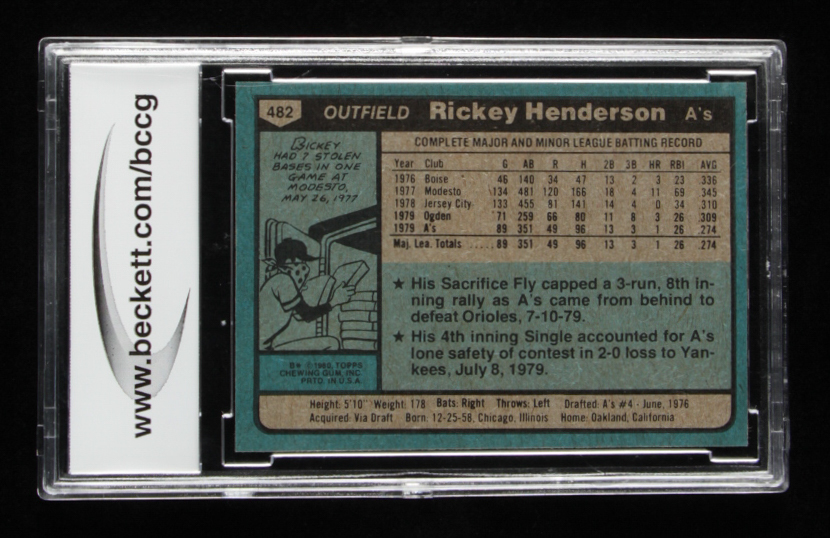 www.beckett.com/bccg
482 OUTFIELD Rickey Henderson A's
RICKEY
HAD 7 STOLEN
BASES IN ONE
GAME AT
MODESTO,
MAY 26, 1977
B✻ © 1980 TOPPS
CHEWING GUM, INC.
PRTD. IN U.S.A.
COMPLETE MAJOR AND MINOR LEAGUE BATTING RECORD
Year Club G AB R H 2B 3B HR RBI AVG
1976 Boise 46 140 34 47 13 2 3 23 .336
1977 Modesto 134 481 120 166 18 4 11 69 .345
1978 Jersey City 133 455 81 141 14 4 0 34 .310
1979 Ogden 71 259 66 80 11 8 3 26 .309
1979 A's 89 351 49 96 13 3 1 26 .274
Maj. Lea. Totals ..... 89 351 49 96 13 3 1 26 .274
★ His Sacrifice Fly capped a 3-run, 8th in-
ning rally as A's came from behind to
defeat Orioles, 7-10-79.
★ His 4th inning Single accounted for A's
lone safety of contest in 2-0 loss to Yan-
kees, July 8, 1979.
Height: 5'10" Weight: 178 Bats: Right Throws: Left Drafted: A's #4 - June, 1976
Acquired: Via Draft Born: 12-25-58, Chicago, Illinois Home: Oakland, California